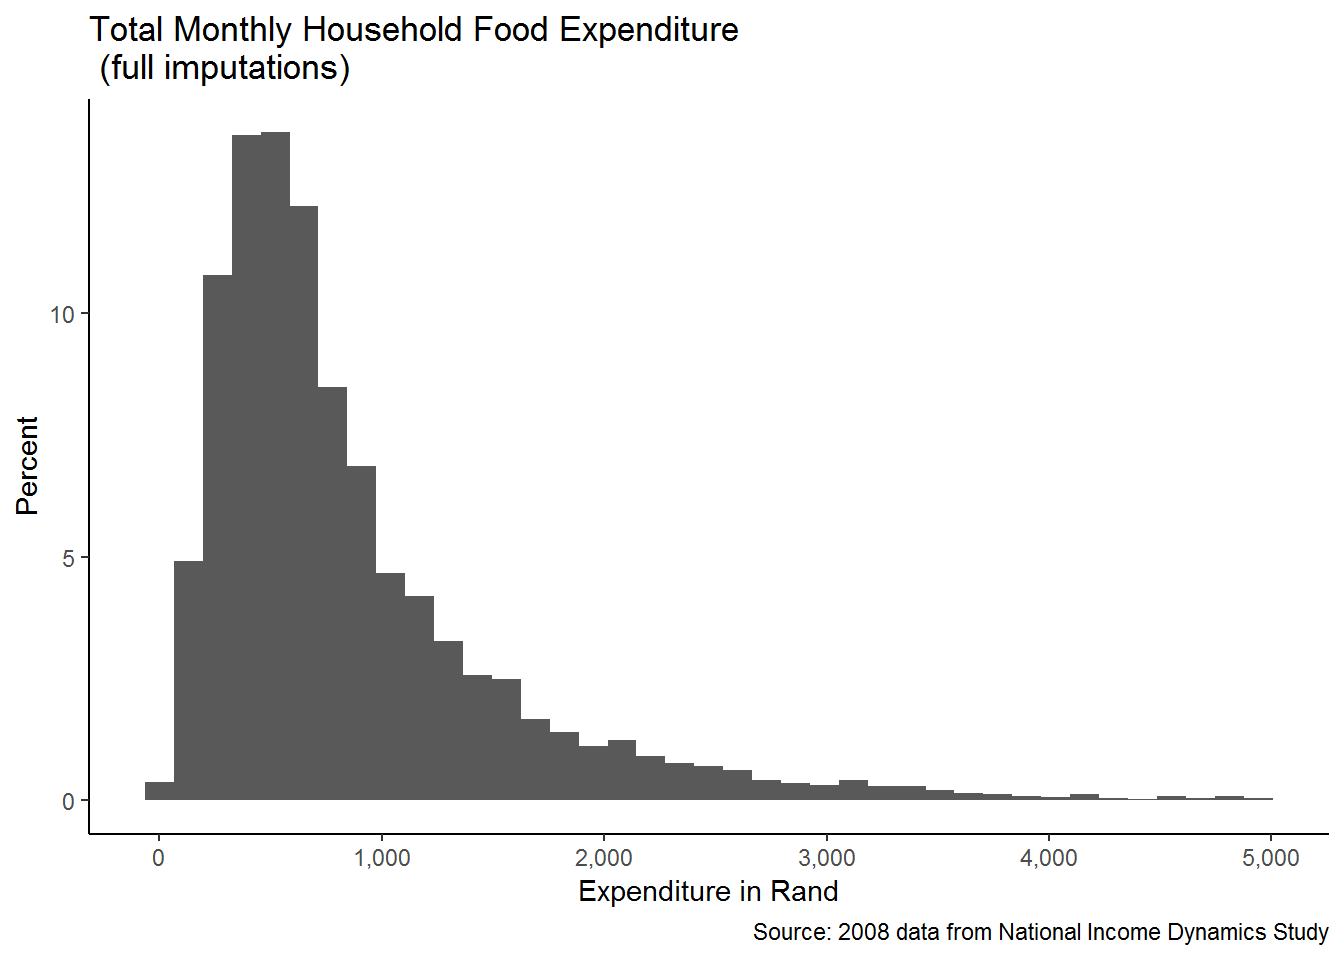 Total Monthly Household Food Expenditure
(full imputations)
10
5
0
Percent
0 1,000 2,000 3,000 4,000 5,000
Expenditure in Rand
Source: 2008 data from National Income Dynamics Study